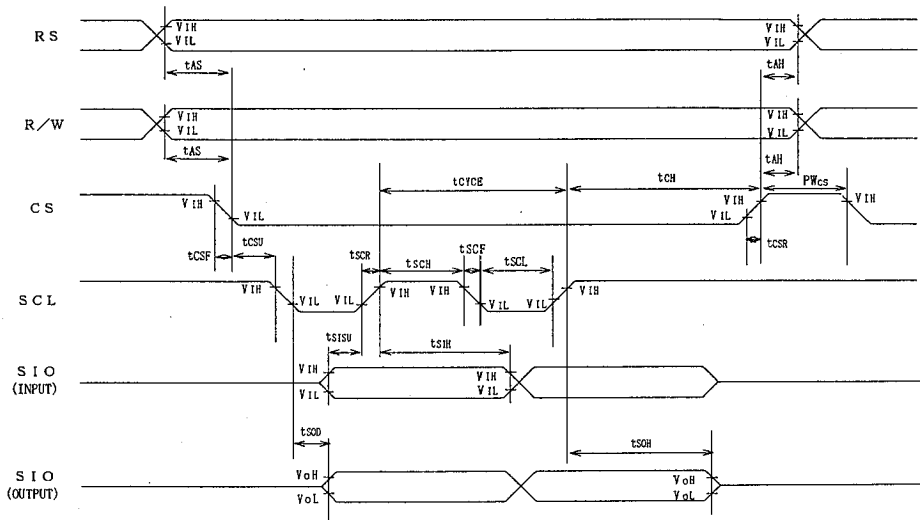 RS
VIH
VIL
tAS
VIH
VIL
tAH
R/W
VIH
VIL
tAS
VIH
VIL
tAH
CS
VIH
VIL
tCSF
tCSU
tCYCE
tCH
VIH
VIL
tCSR
PWCS
VIH
SCL
VIH
VIL
VIL
tSCR
tSCH
VIH
VIH
tSCF
VIL
tSCL
VIL
VIH
SIO
(INPUT)
VIH
VIL
tSISU
tSIH
VIH
VIL
SIO
(OUTPUT)
tSOD
VOH
VOL
tSOH
VOH
VOL